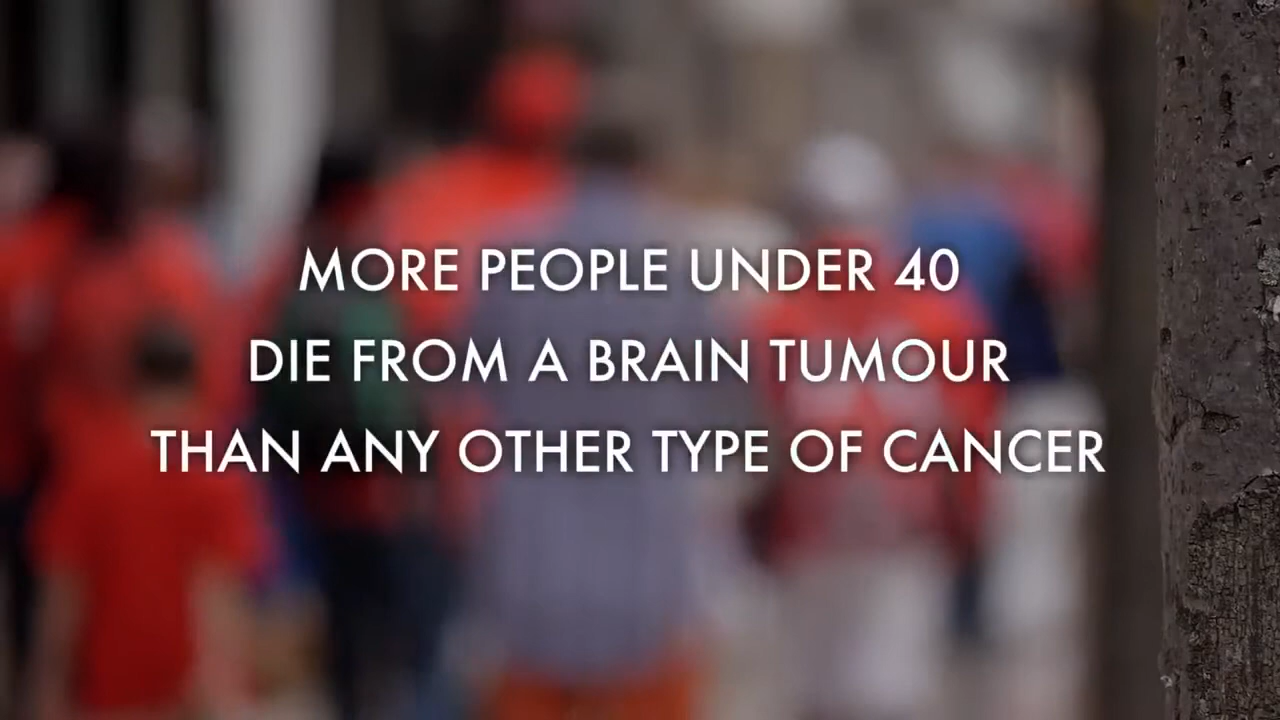 MORE PEOPLE UNDER 40
DIE FROM A BRAIN TUMOUR
THAN ANY OTHER TYPE OF CANCER